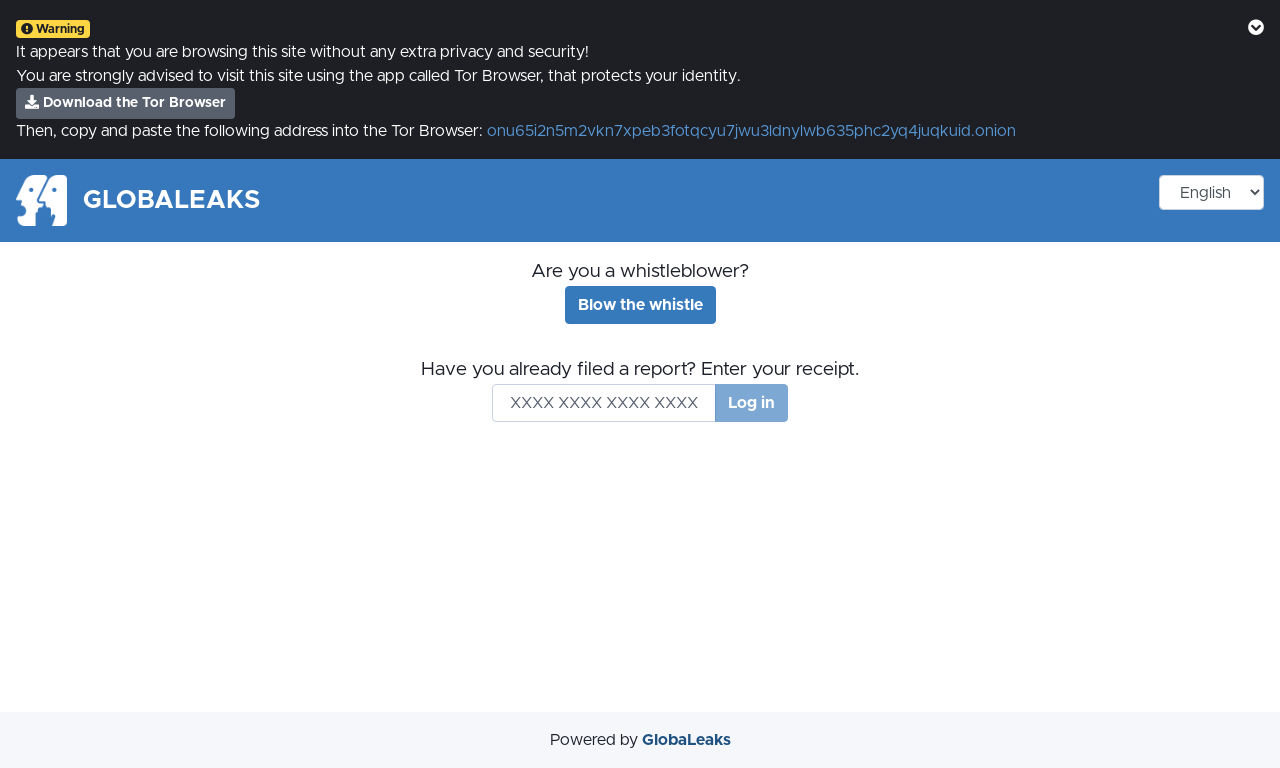 Warning
It appears that you are browsing this site without any extra privacy and security!
You are strongly advised to visit this site using the app called Tor Browser, that protects your identity.
Download the Tor Browser
Then, copy and paste the following address into the Tor Browser: onu65i2n5m2vkn7xpeb3fotqcyu7jwu3ldnylwb635phc2yq4juqkuid.onion
GLOBALEAKS
English
Are you a whistleblower?
Blow the whistle
Have you already filed a report? Enter your receipt.
XXXX XXXX XXXX XXXX
Log in
Powered by GlobaLeaks